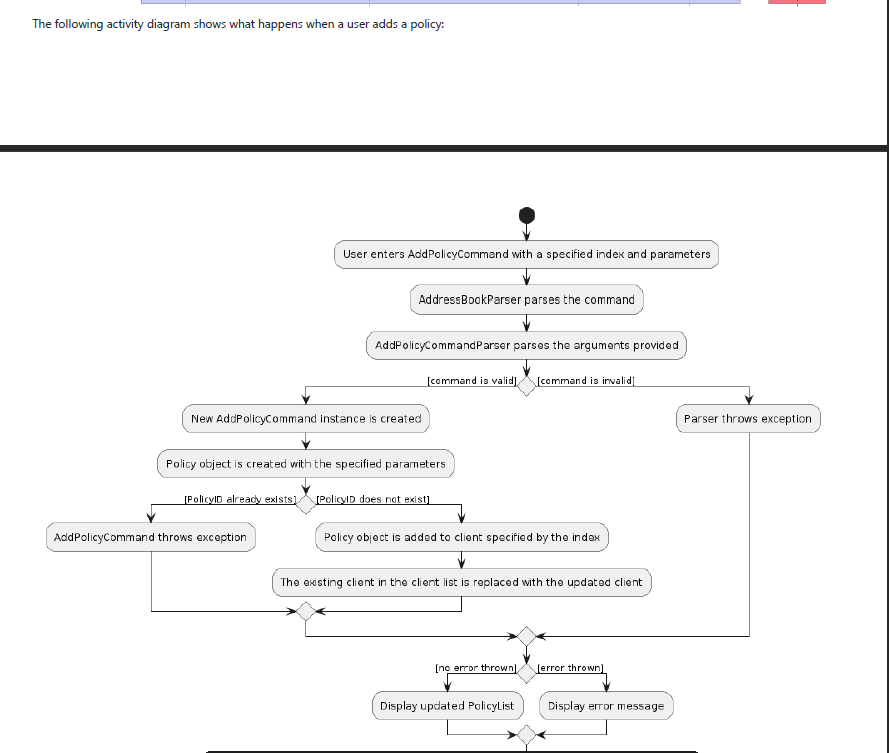 The following activity diagram shows what happens when a user adds a policy:
User enters AddPolicyCommand with a specified index and parameters
AddressBookParser parses the command
AddPolicyCommandParser parses the arguments provided
[command is valid]
[command is invalid]
New AddPolicyCommand instance is created
Parser throws exception
Policy object is created with the specified parameters
[PolicyID already exists]
[PolicyID does not exist]
AddPolicyCommand throws exception
Policy object is added to client specified by the index
The existing client in the client list is replaced with the updated client
[no error thrown]
[error thrown]
Display updated PolicyList
Display error message